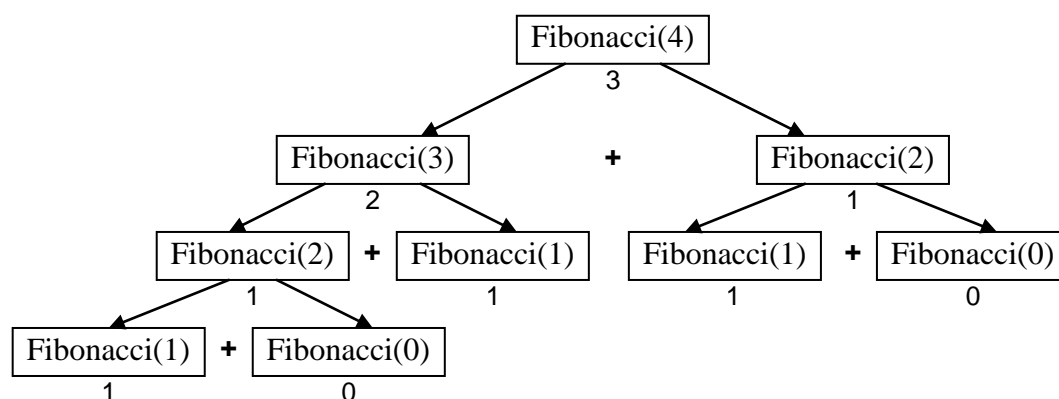 Fibonacci(4)
3
Fibonacci(3) + Fibonacci(2)
2 1
Fibonacci(2) + Fibonacci(1) Fibonacci(1) + Fibonacci(0)
1 1 1 0
Fibonacci(1) + Fibonacci(0)
1 0